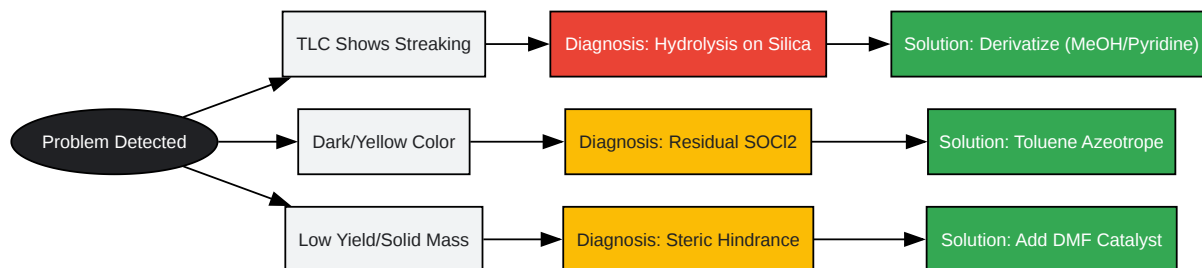 TLC Shows Streaking
Diagnosis: Hydrolysis on Silica
Solution: Derivatize (MeOH/Pyridine)
Problem Detected
Dark/Yellow Color
Diagnosis: Residual SOCl2
Solution: Toluene Azeotrope
Low Yield/Solid Mass
Diagnosis: Steric Hindrance
Solution: Add DMF Catalyst